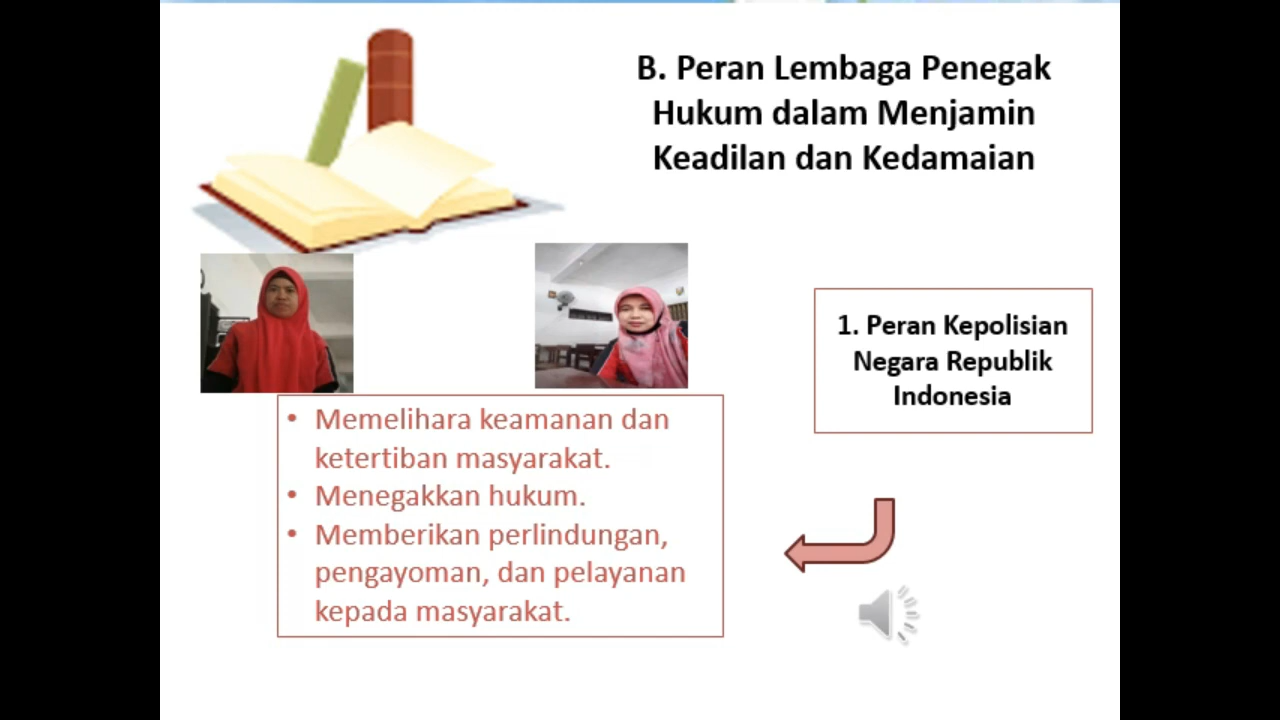 B. Peran Lembaga Penegak
Hukum dalam Menjamin
Keadilan dan Kedamaian
1. Peran Kepolisian
Negara Republik
Indonesia
• Memelihara keamanan dan
ketertiban masyarakat.
• Menegakkan hukum.
• Memberikan perlindungan,
pengayoman, dan pelayanan
kepada masyarakat.